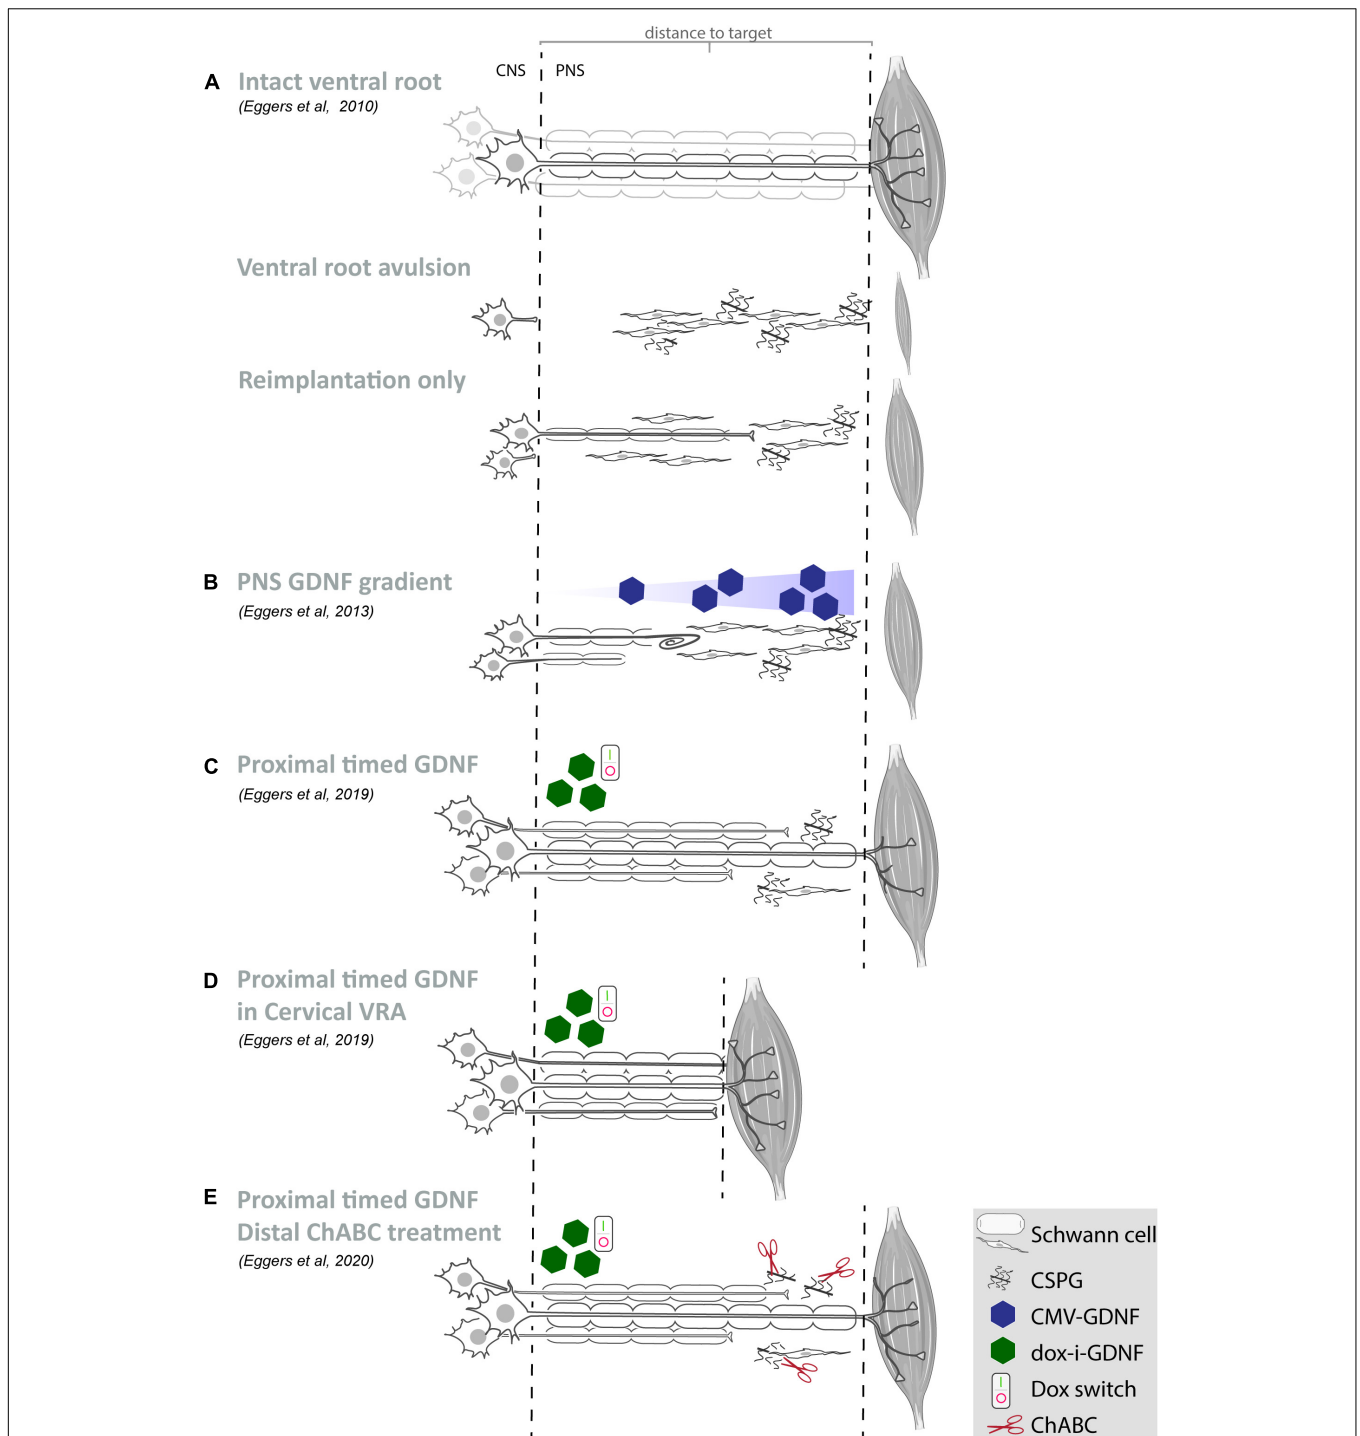 distance to target
CNS PNS
A Intact ventral root
(Eggers et al, 2010)
Ventral root avulsion
Reimplantation only
B PNS GDNF gradient
(Eggers et al, 2013)
C Proximal timed GDNF
(Eggers et al, 2019)
D Proximal timed GDNF
in Cervical VRA
(Eggers et al, 2019)
E Proximal timed GDNF
Distal ChABC treatment
(Eggers et al, 2020)
Schwann cell
CSPG
CMV-GDNF
dox-i-GDNF
Dox switch
ChABC